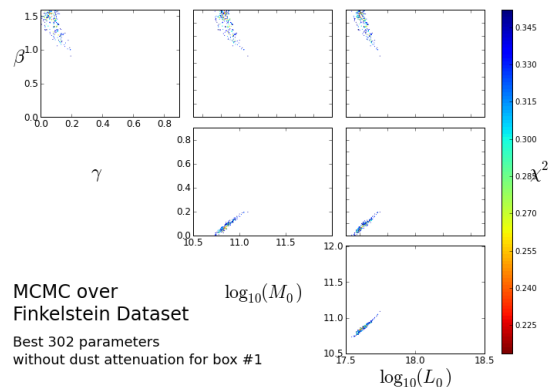 1.5
1.0
0.5
0.0
β
0.0 0.2 0.4 0.6 0.8
γ
0.8
0.6
0.4
0.2
0.0
10.5 11.0 11.5
log₁₀(M₀)
12.0
11.5
11.0
10.5
17.6 18.0 18.5
log₁₀(L₀)
0.345
0.330
0.315
0.300
0.285
0.270
0.255
0.240
0.225
χ²
MCMC over
Finkelstein Dataset
Best 302 parameters
without dust attenuation for box #1